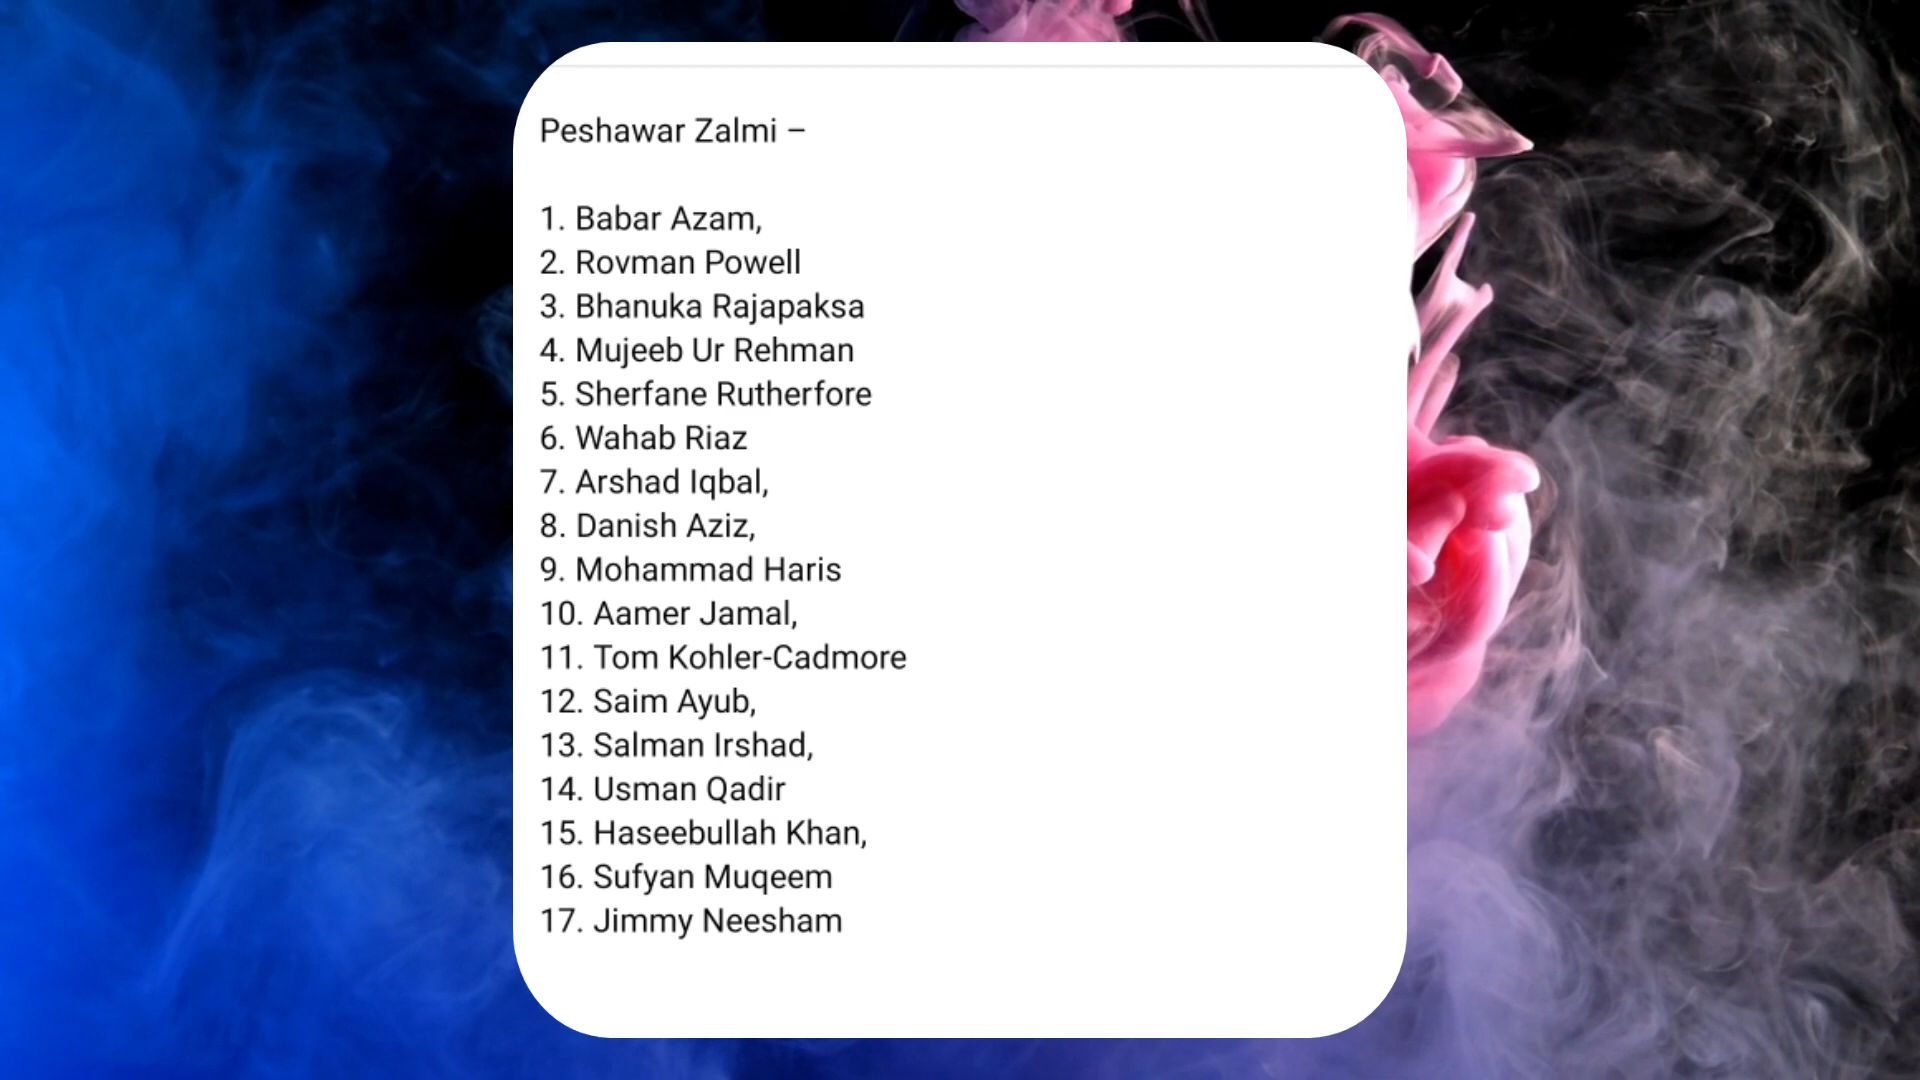 Peshawar Zalmi –
1. Babar Azam,
2. Rovman Powell
3. Bhanuka Rajapaksa
4. Mujeeb Ur Rehman
5. Sherfane Rutherfore
6. Wahab Riaz
7. Arshad Iqbal,
8. Danish Aziz,
9. Mohammad Haris
10. Aamer Jamal,
11. Tom Kohler-Cadmore
12. Saim Ayub,
13. Salman Irshad,
14. Usman Qadir
15. Haseebullah Khan,
16. Sufyan Muqeem
17. Jimmy Neesham